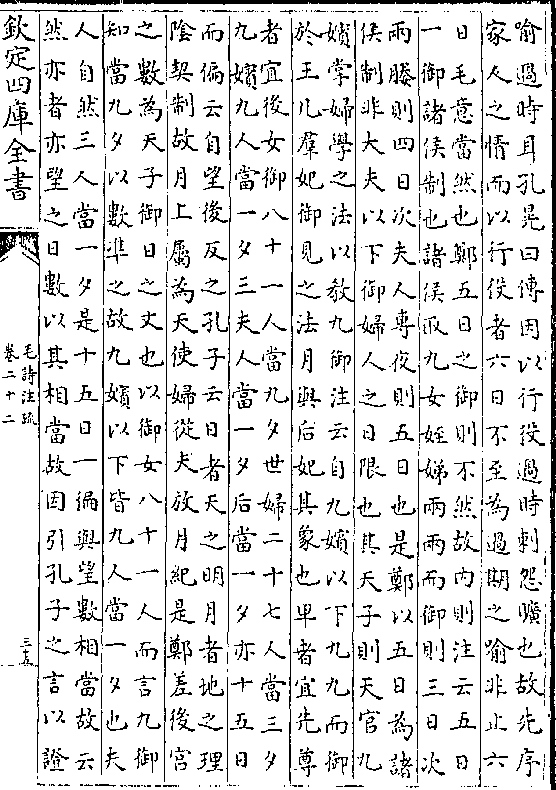 喻過時耳孔晁曰傳因以行役過時刺怨曠也故先序
家人之情而以行役者六日不至為過期之喻非止六
日毛意當然也鄭五日之御則不然故内則注云五日
一御諸侯制也諸侯取九女姪娣兩兩而御則三日次
兩媵則四日次夫人專夜則五日也是鄭以五日為諸
侯制非大夫以下御婦人之日限也其天子則天官九
嬪掌婦學之法以教九御注云自九嬪以下九九而御
於王凡羣妃御見之法月與后妃其象也卑者宜先尊
者宜後女御八十一人當九夕世婦二十七人當三夕
九嬪九人當一夕三夫人當一夕后當一夕亦十五日
而徧云自望後反之孔子云日者天之明月者地之理
陰契制故月上屬為天使婦從夫放月紀是鄭差後宫
之數為天子御日之文也以御女八十一人而言九御
知當九夕以數準之故九嬪以下皆九人當一夕也夫
人自然三人當一夕是十五日一徧與望數相當故云
然亦者亦望之日數以其相當故因引孔子之言以證
欽定四庫全書
毛詩注疏
卷二十二
三五